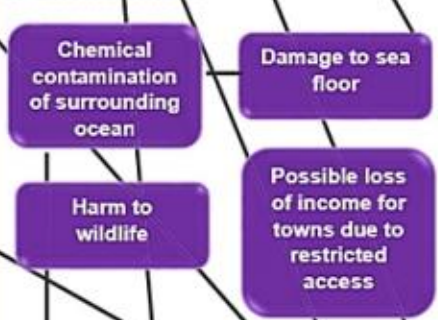 Chemical
contamination
of surrounding
ocean
Damage to sea
floor
Harm to
wildlife
Possible loss
of income for
towns due to
restricted
access